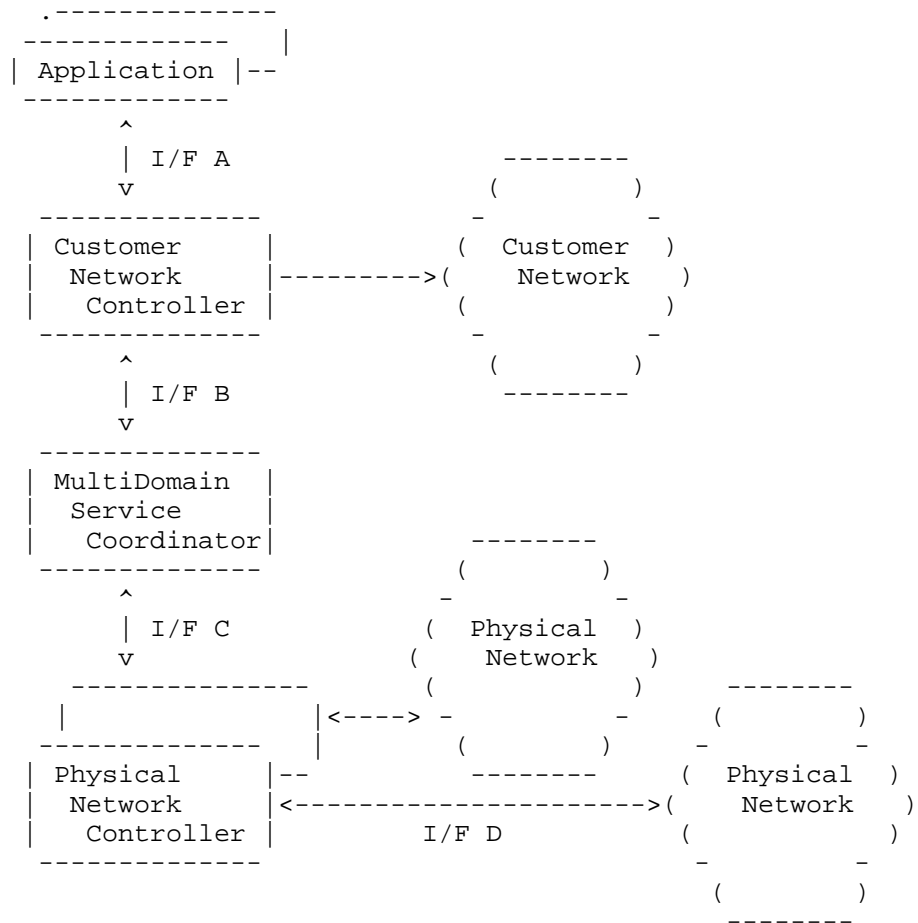 Application
I/F A
Customer
Network
Controller
Customer
Network
I/F B
MultiDomain
Service
Coordinator
I/F C
Physical
Network
Physical
Network
Controller
I/F D
Physical
Network